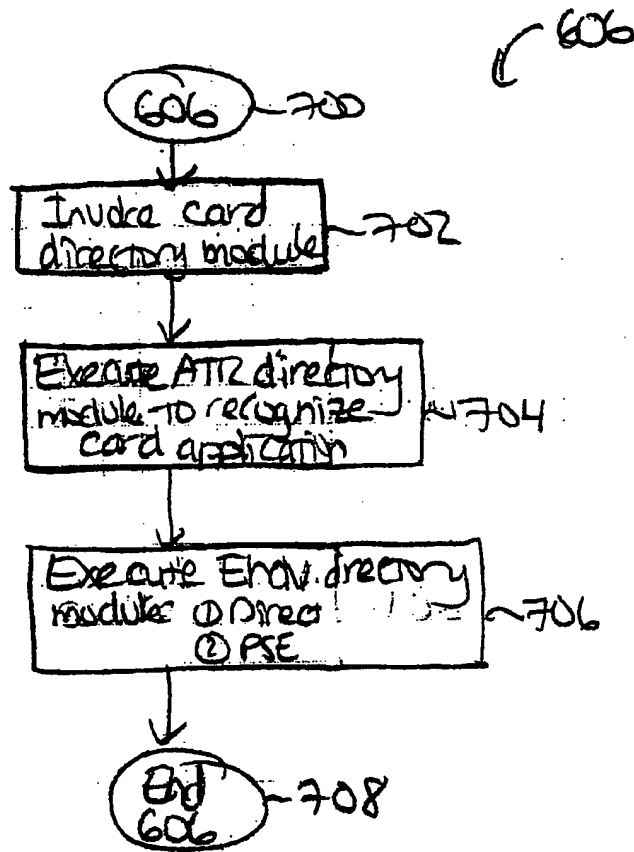 606
606
700
Invoke card
directory module
702
Execute ATR directory
module to recognize
card application
704
Execute directory
module: ① Direct
② PSE
706
End
606
708